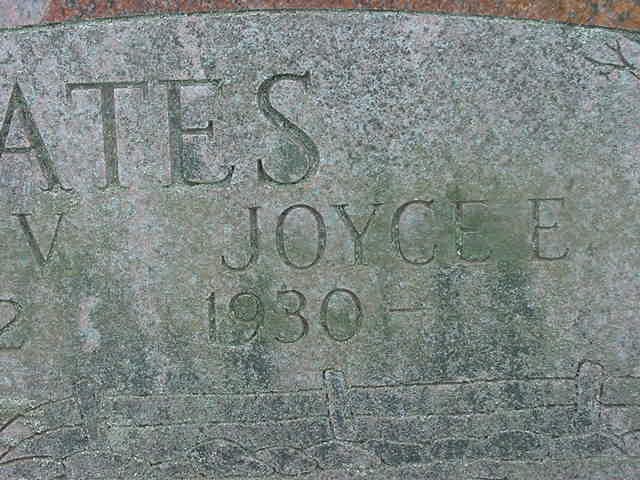 ATES
V JOYCE E
2 1930 –